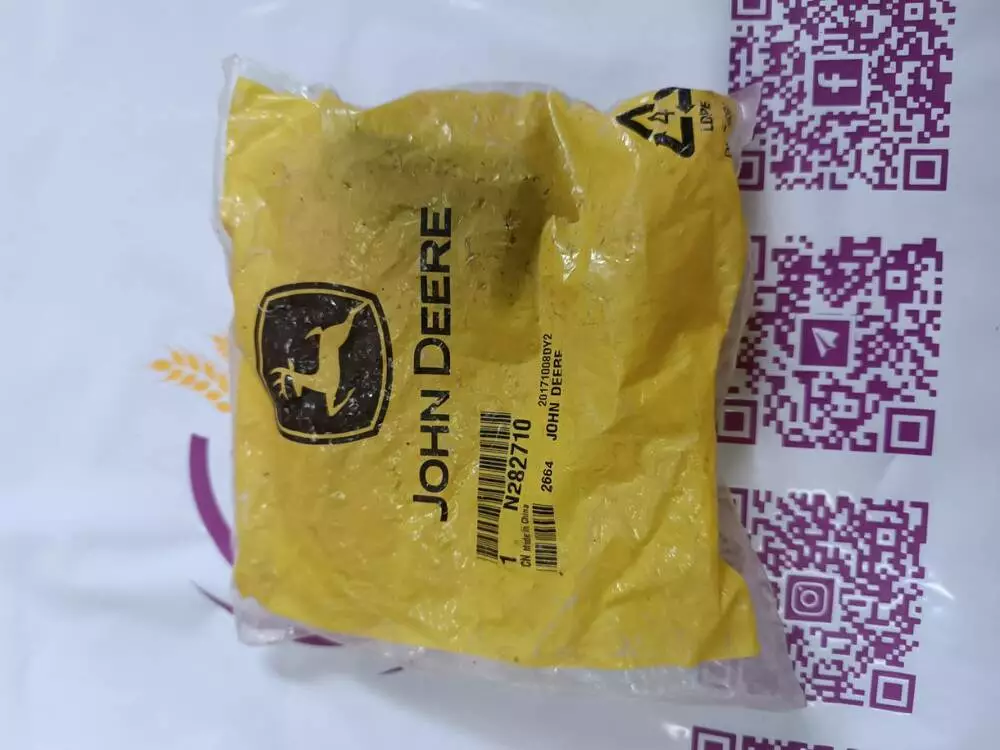 JOHN DEERE
N282710
1
CN Made in China
2664
20171008DY2
JOHN DEERE
4
LDPE